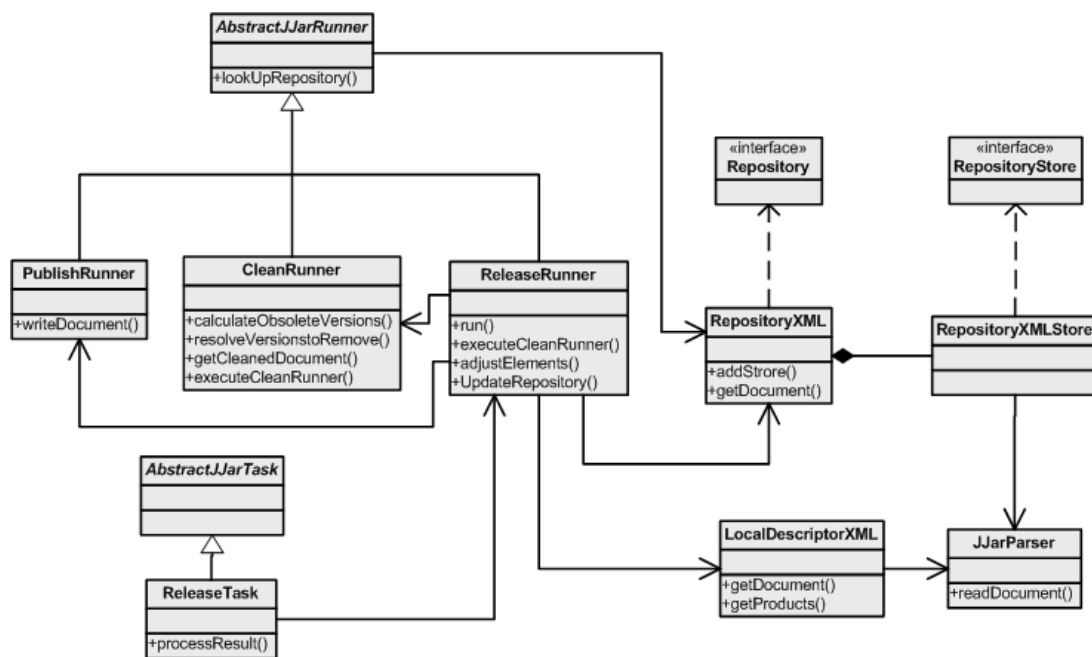 AbstractJJarRunner
+lookUpRepository()
«interface»
Repository
«interface»
RepositoryStore
PublishRunner
+writeDocument()
CleanRunner
+calculateObsoleteVersions()
+resolveVersionstoRemove()
+getCleanedDocument()
+executeCleanRunner()
ReleaseRunner
+run()
+executeCleanRunner()
+adjustElements()
+UpdateRepository()
RepositoryXML
+addStrore()
+getDocument()
RepositoryXMLStore
AbstractJJarTask
ReleaseTask
+processResult()
LocalDescriptorXML
+getDocument()
+getProducts()
JJarParser
+readDocument()